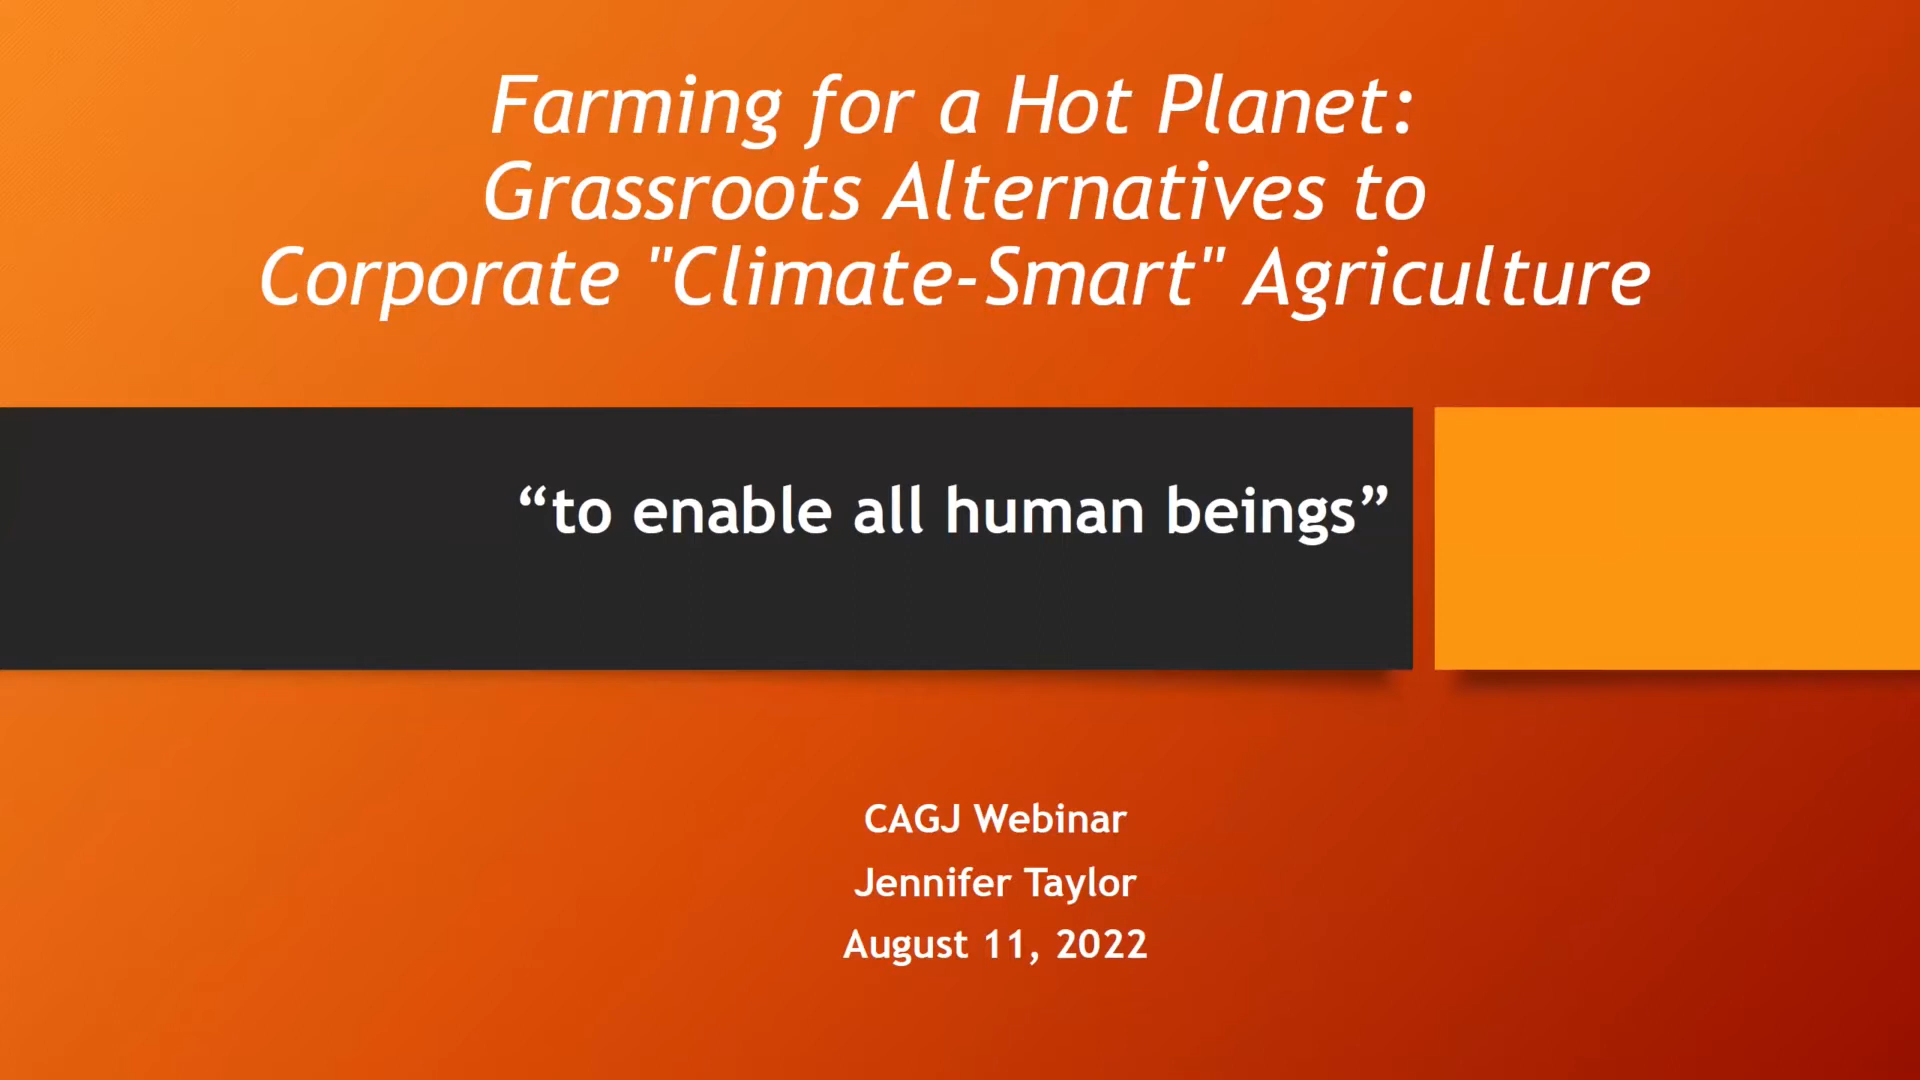 Farming for a Hot Planet:
Grassroots Alternatives to
Corporate "Climate-Smart" Agriculture
“to enable all human beings”
CAGJ Webinar
Jennifer Taylor
August 11, 2022